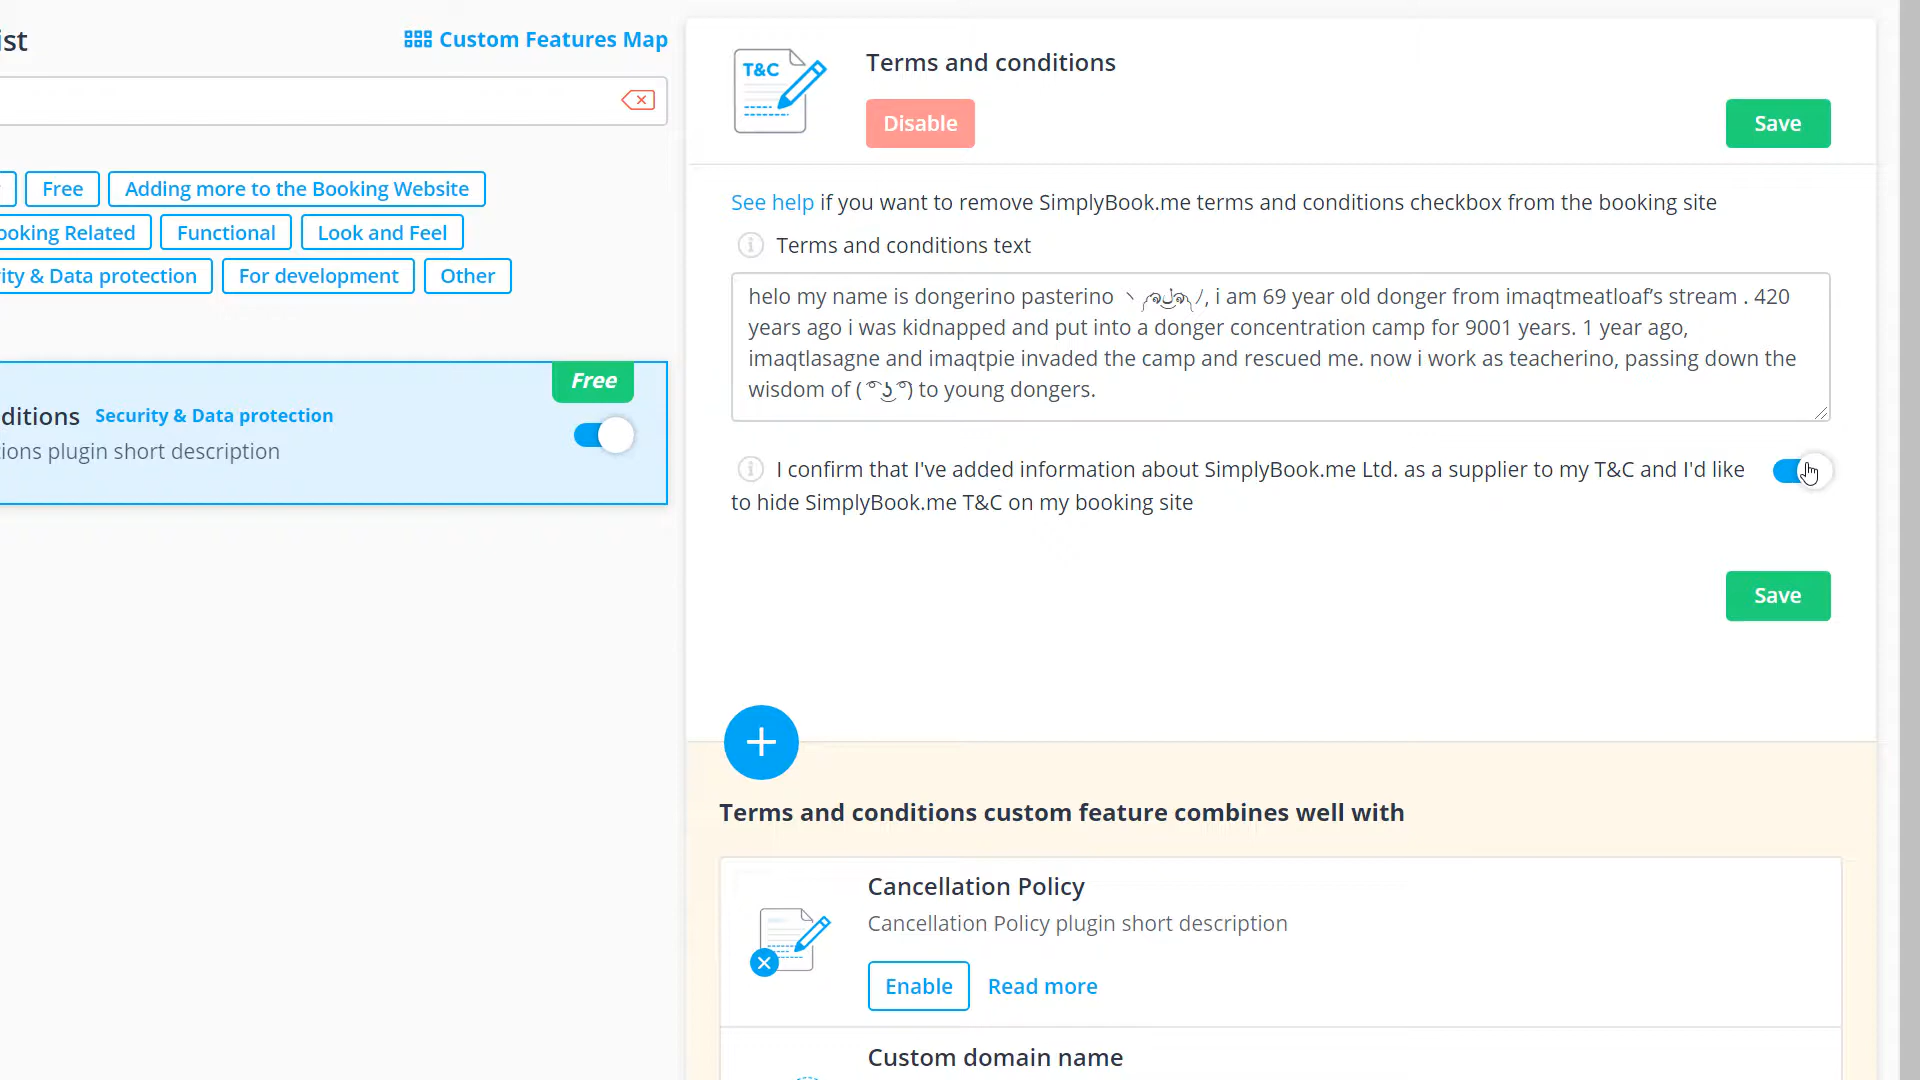 ist
Custom Features Map
Free
Adding more to the Booking Website
ooking Related
Functional
Look and Feel
ity & Data protection
For development
Other
Free
ditions Security & Data protection
ions plugin short description
T&C
Terms and conditions
Disable
Save
See help if you want to remove SimplyBook.me terms and conditions checkbox from the booking site
Terms and conditions text
helo my name is dongerino pasterino ヽ༼ຈل͜ຈ༽ﾉ, i am 69 year old donger from imaqtmeatloaf’s stream . 420
years ago i was kidnapped and put into a donger concentration camp for 9001 years. 1 year ago,
imaqtlasagne and imaqtpie invaded the camp and rescued me. now i work as teacherino, passing down the
wisdom of ( ͡° ͜ʖ ͡°) to young dongers.
I confirm that I've added information about SimplyBook.me Ltd. as a supplier to my T&C and I'd like
to hide SimplyBook.me T&C on my booking site
Save
Terms and conditions custom feature combines well with
Cancellation Policy
Cancellation Policy plugin short description
Enable
Read more
Custom domain name